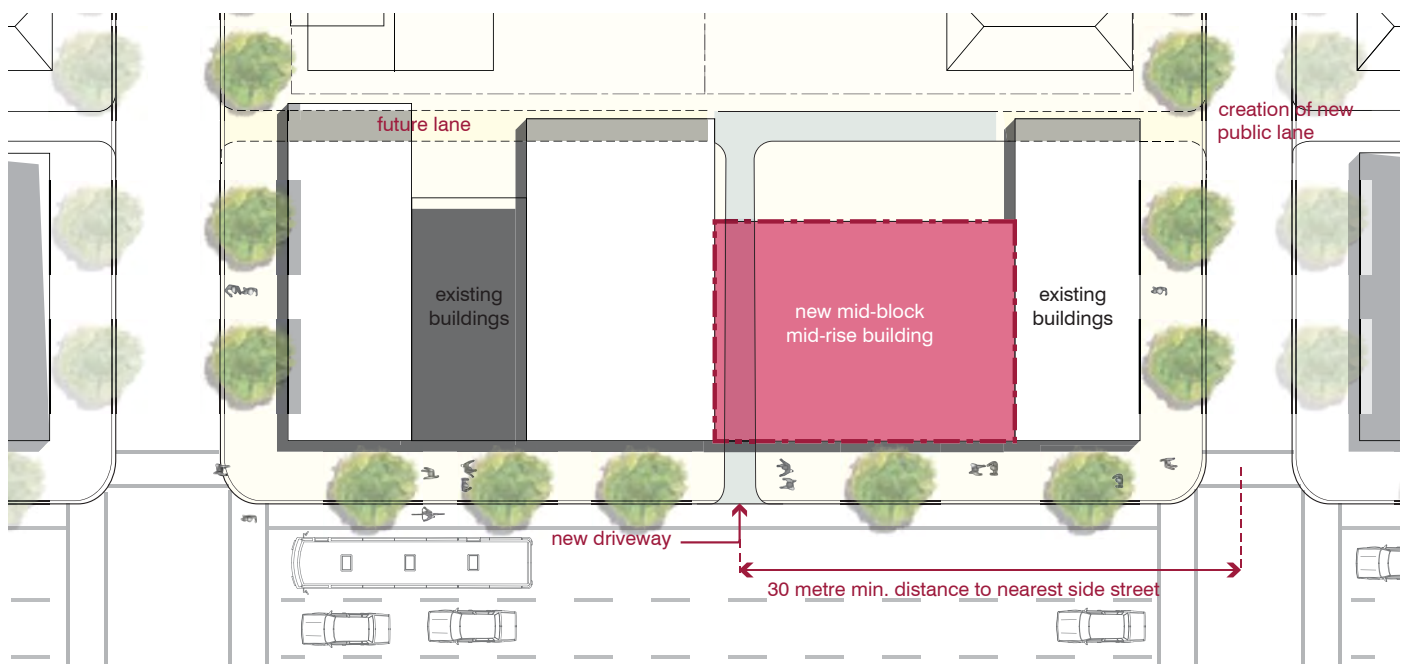 future lane
creation of new
public lane
existing
buildings
new mid-block
mid-rise building
existing
buildings
new driveway
30 metre min. distance to nearest side street